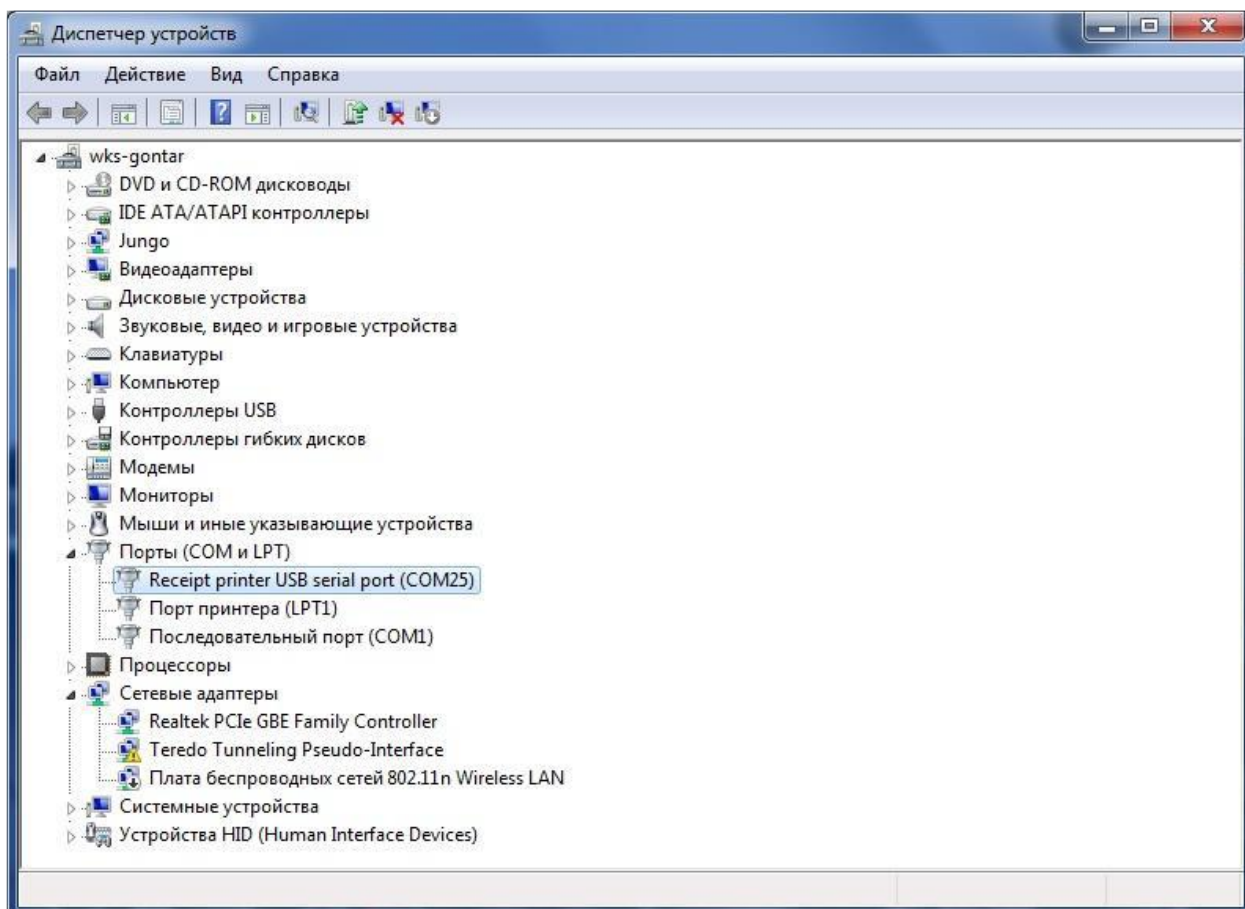 Диспетчер устройств
Файл Действие Вид Справка
wks-gontar
DVD и CD-ROM дисководы
IDE ATA/ATAPI контроллеры
Jungo
Видеоадаптеры
Дисковые устройства
Звуковые, видео и игровые устройства
Клавиатуры
Компьютер
Контроллеры USB
Контроллеры гибких дисков
Модемы
Мониторы
Мыши и иные указывающие устройства
Порты (COM и LPT)
Receipt printer USB serial port (COM25)
Порт принтера (LPT1)
Последовательный порт (COM1)
Процессоры
Сетевые адаптеры
Realtek PCIe GBE Family Controller
Teredo Tunneling Pseudo-Interface
Плата беспроводных сетей 802.11n Wireless LAN
Системные устройства
Устройства HID (Human Interface Devices)